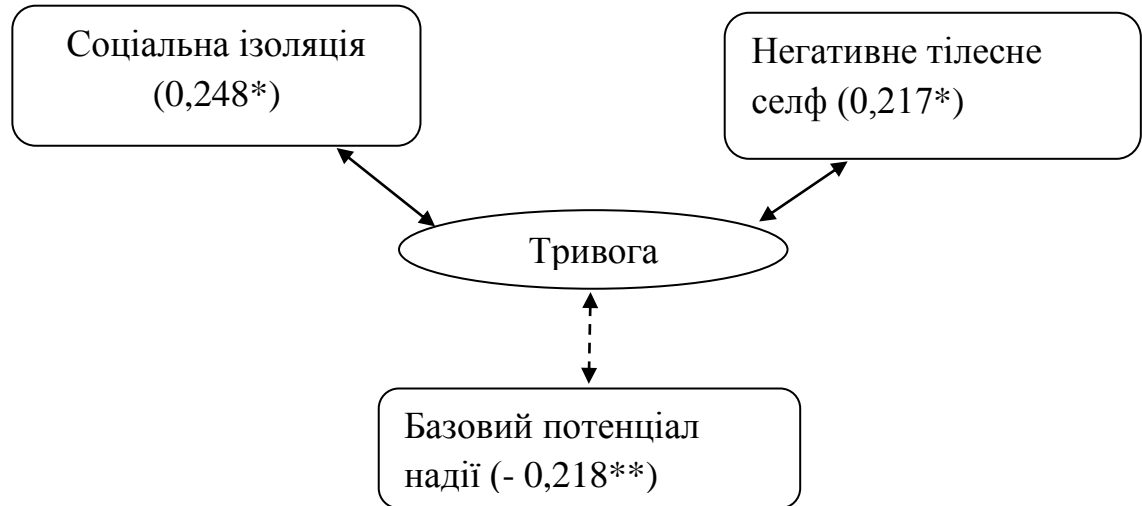 Соціальна ізоляція
(0,248*)
Негативне тілесне
селф (0,217*)
Тривога
Базовий потенціал
надії (- 0,218**)